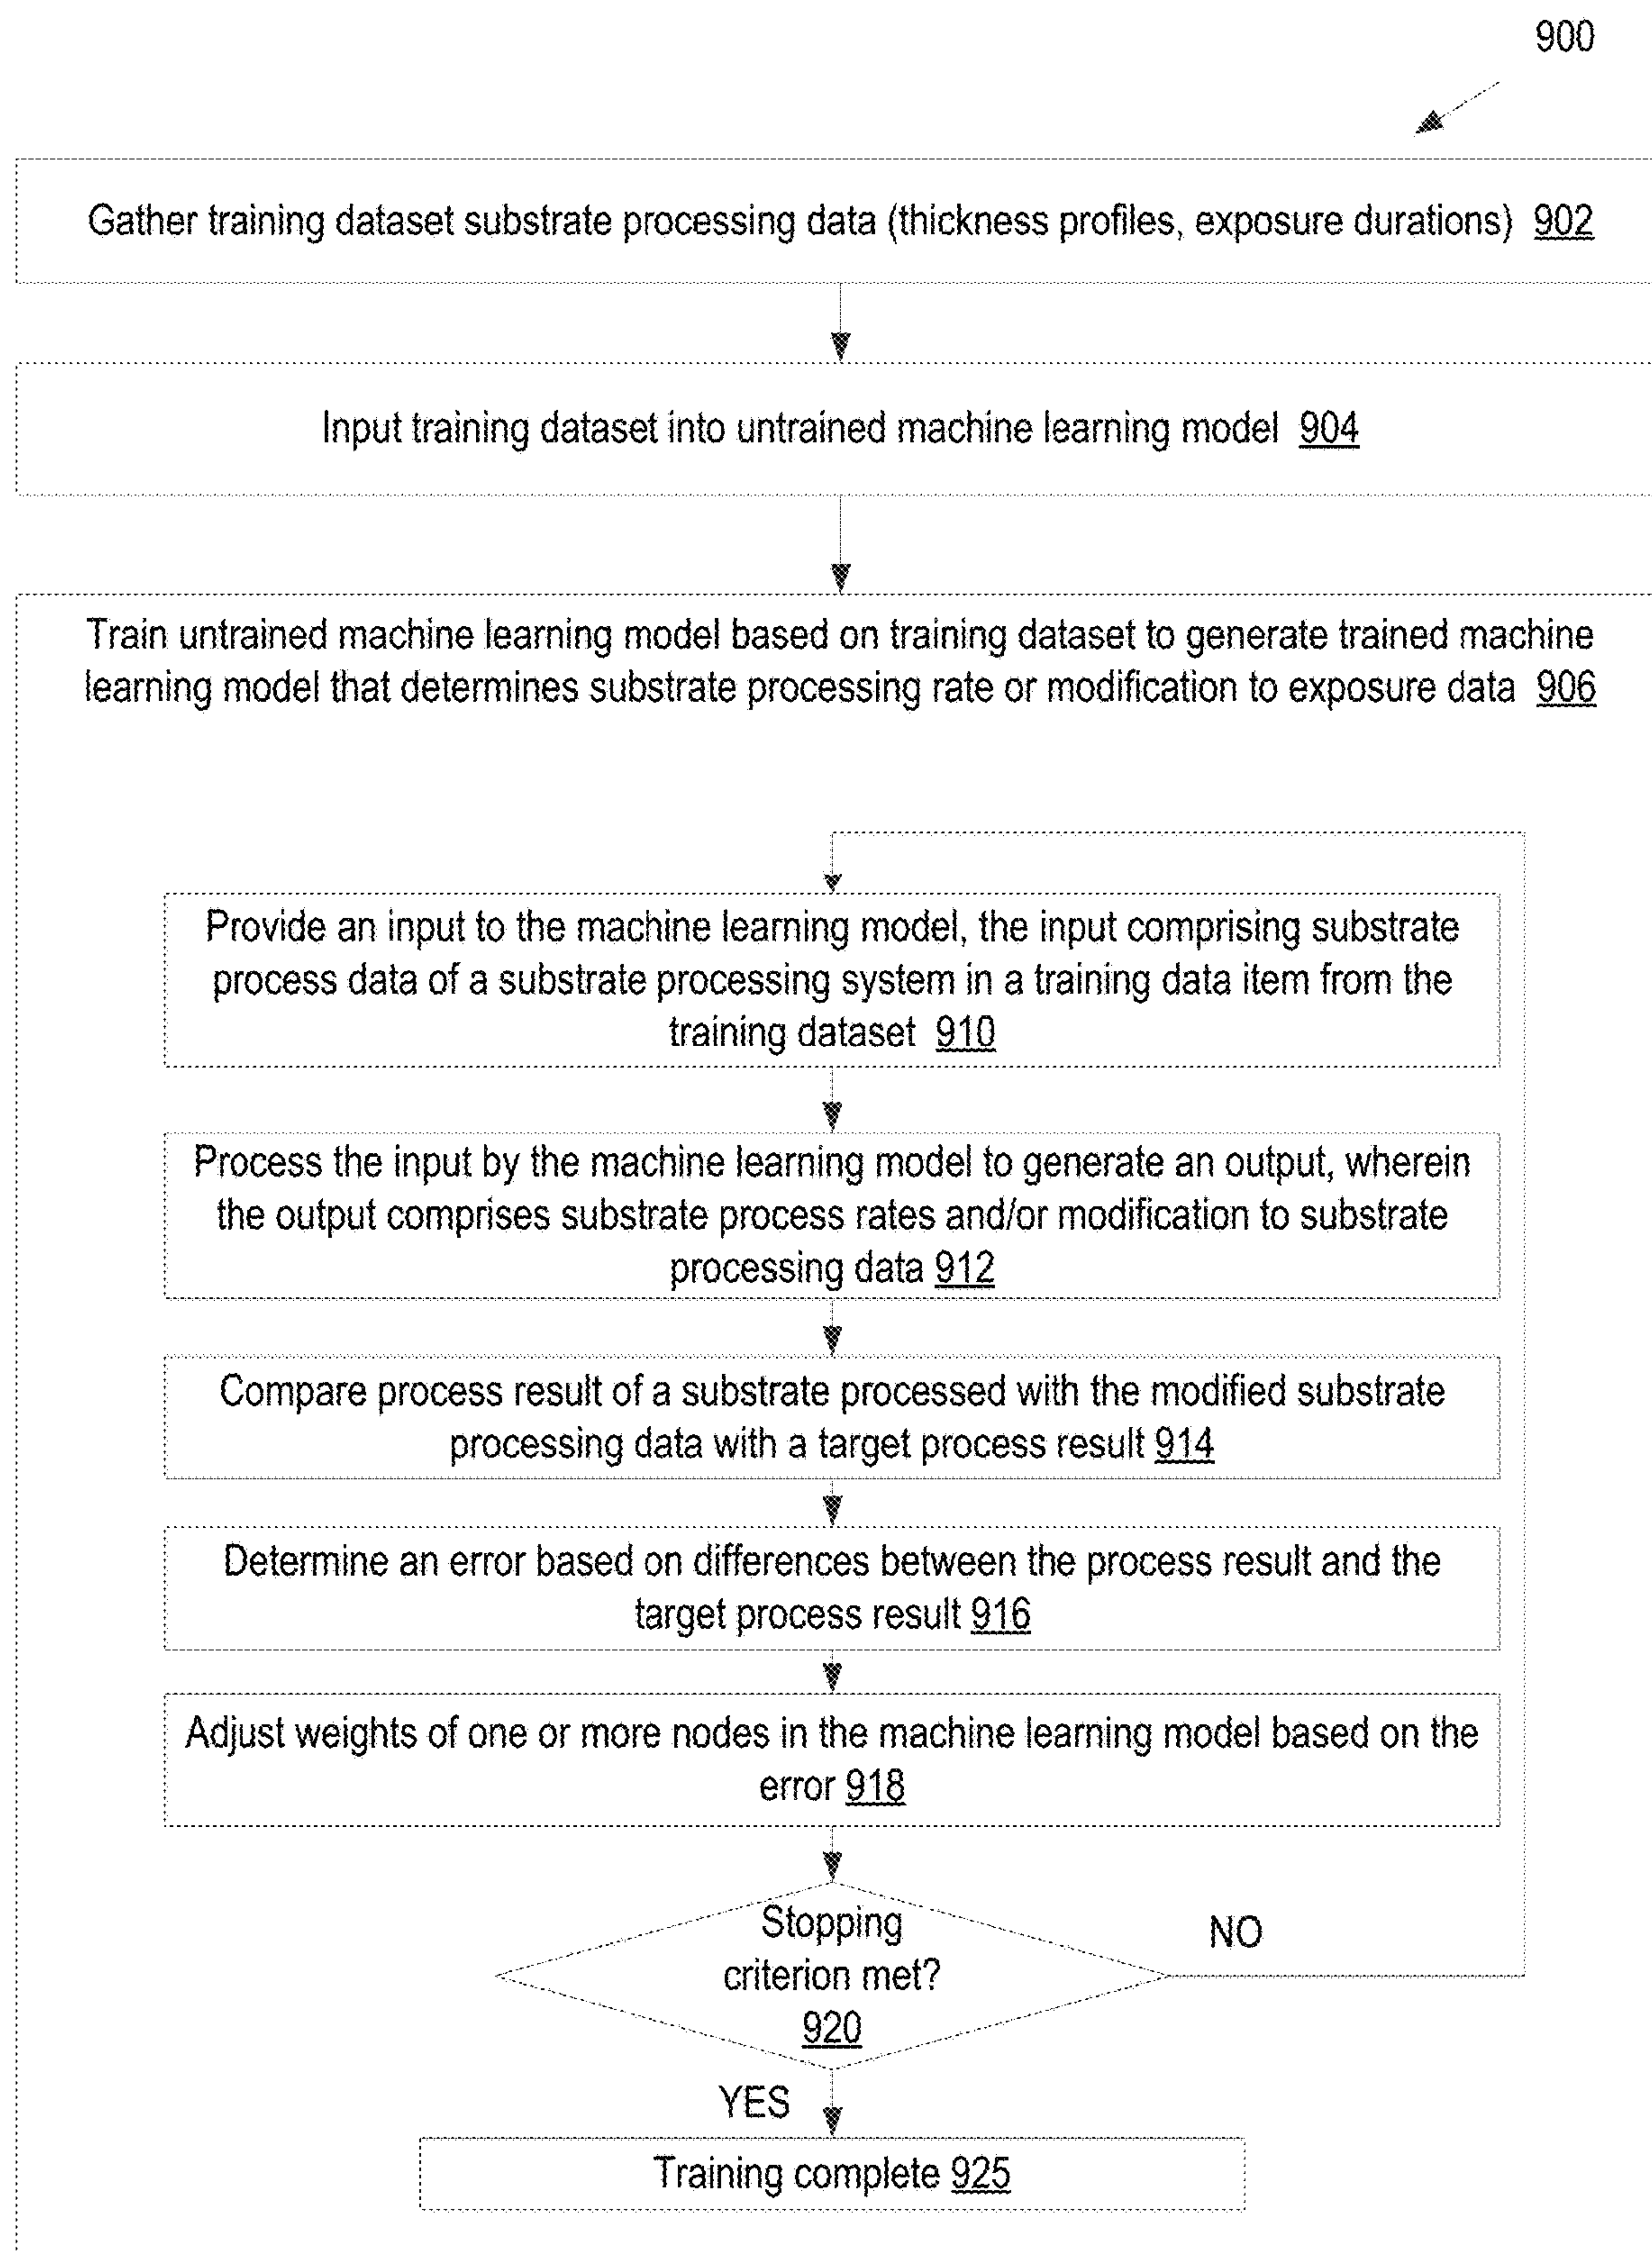 900
Gather training dataset substrate processing data (thickness profiles, exposure durations) 902
Input training dataset into untrained machine learning model 904
Train untrained machine learning model based on training dataset to generate trained machine
learning model that determines substrate processing rate or modification to exposure data 906
Provide an input to the machine learning model, the input comprising substrate
process data of a substrate processing system in a training data item from the
training dataset 910
Process the input by the machine learning model to generate an output, wherein
the output comprises substrate process rates and/or modification to substrate
processing data 912
Compare process result of a substrate processed with the modified substrate
processing data with a target process result 914
Determine an error based on differences between the process result and the
target process result 916
Adjust weights of one or more nodes in the machine learning model based on the
error 918
Stopping
criterion met?
920
NO
YES
Training complete 925